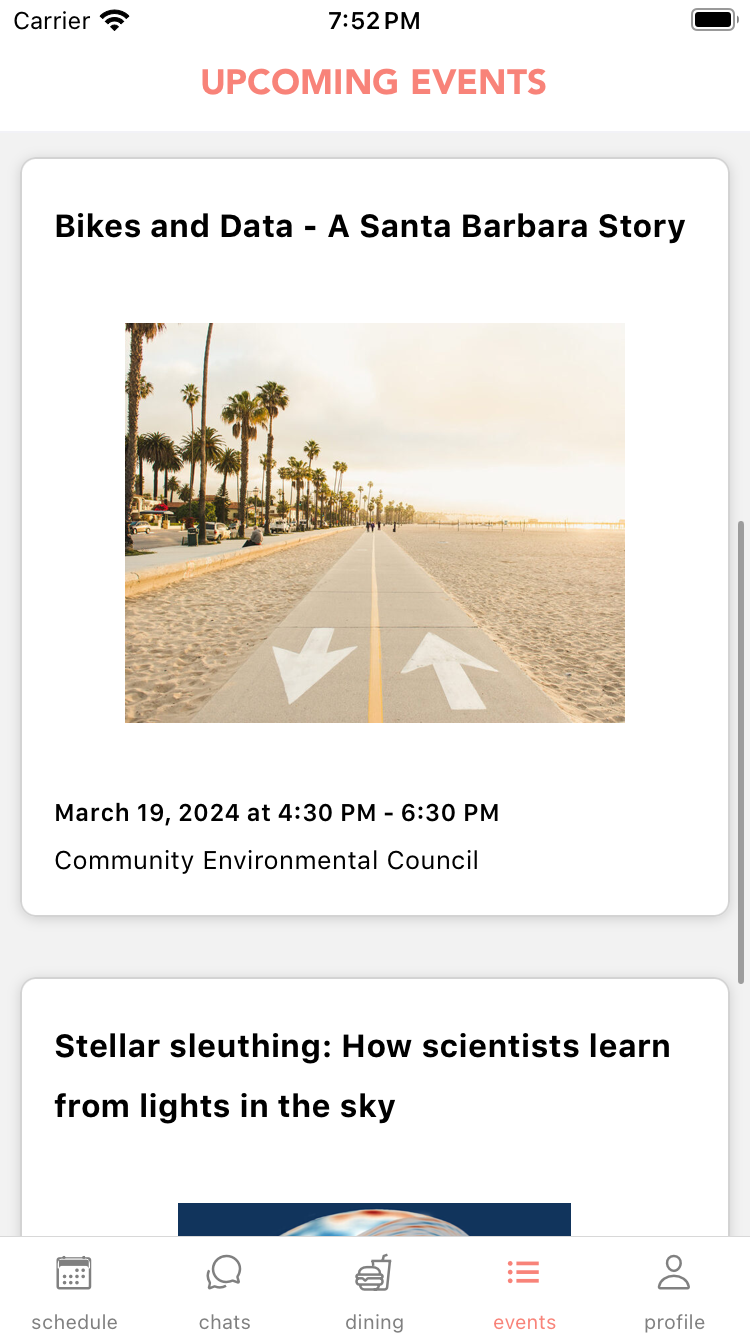 Carrier 7:52 PM
UPCOMING EVENTS
Bikes and Data - A Santa Barbara Story
March 19, 2024 at 4:30 PM - 6:30 PM
Community Environmental Council
Stellar sleuthing: How scientists learn
from lights in the sky
schedule chats dining events profile